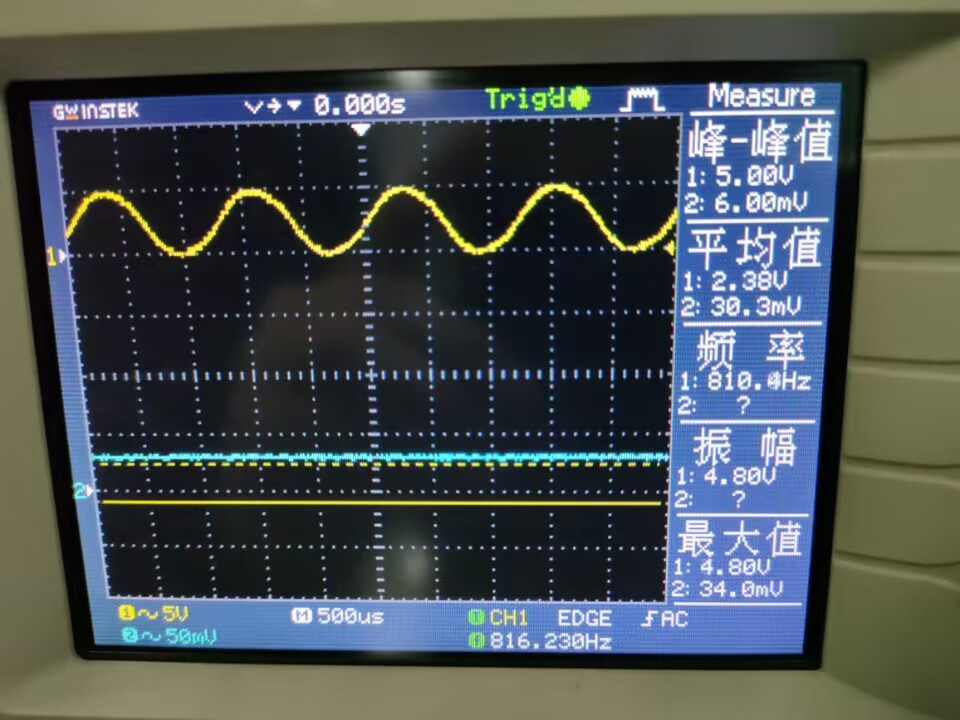 GWINSTEK 0.000s Trig'd Measure
峰-峰值
1: 5.00V
2: 6.00mV
平均值
1: 2.38V
2: 30.3mV
频率
1: 810.4Hz
2: ?
振幅
1: 4.80V
2: ?
最大值
1: 4.80V
2: 34.0mV
1
2
1 ~ 5V M 500us T CH1 EDGE AC
2 ~ 50mV 816.230Hz